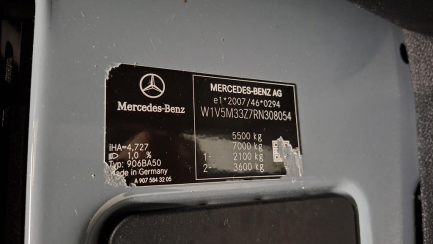 Mercedes-Benz
MERCEDES-BENZ AG
e1*2007/46*0294
W1V5M33Z7RN308054
5500 kg
7000 kg
1- 2100 kg
2- 3600 kg
iHA=4,727
1,0 %
Typ: 906BA50
Made in Germany
A 907 584 32 05